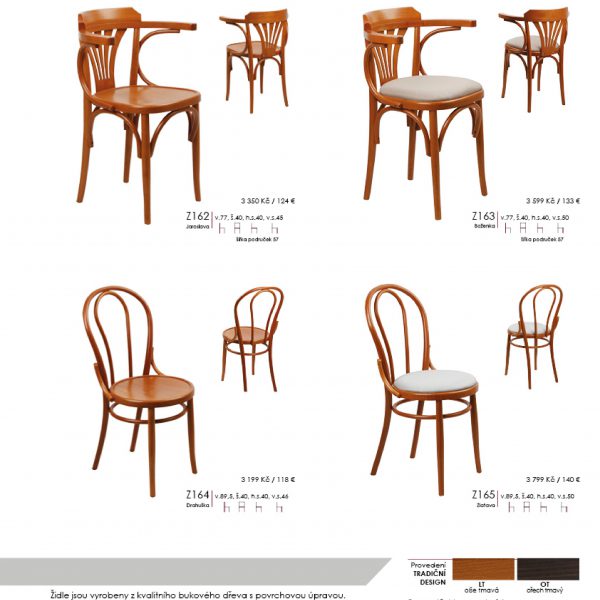 3 350 Kč / 124 €
Z162 v.77, š.40, h.s.40, v.s.45
Jaroslava
šířka područek 57
3 599 Kč / 133 €
Z163 v.77, š.40, h.s.40, v.s.50
Boženka
šířka područek 57
3 199 Kč / 118 €
Z164 v.89,5, š.40, h.s.40, v.s.46
Drahuška
3 799 Kč / 140 €
Z165 v.89,5, š.40, h.s.40, v.s.50
Zlatava
Provedení
TRADIČNÍ
DESIGN
LT
olše tmavá
OT
ořech tmavý
Židle jsou vyrobeny z kvalitního bukového dřeva s povrchovou úpravou.